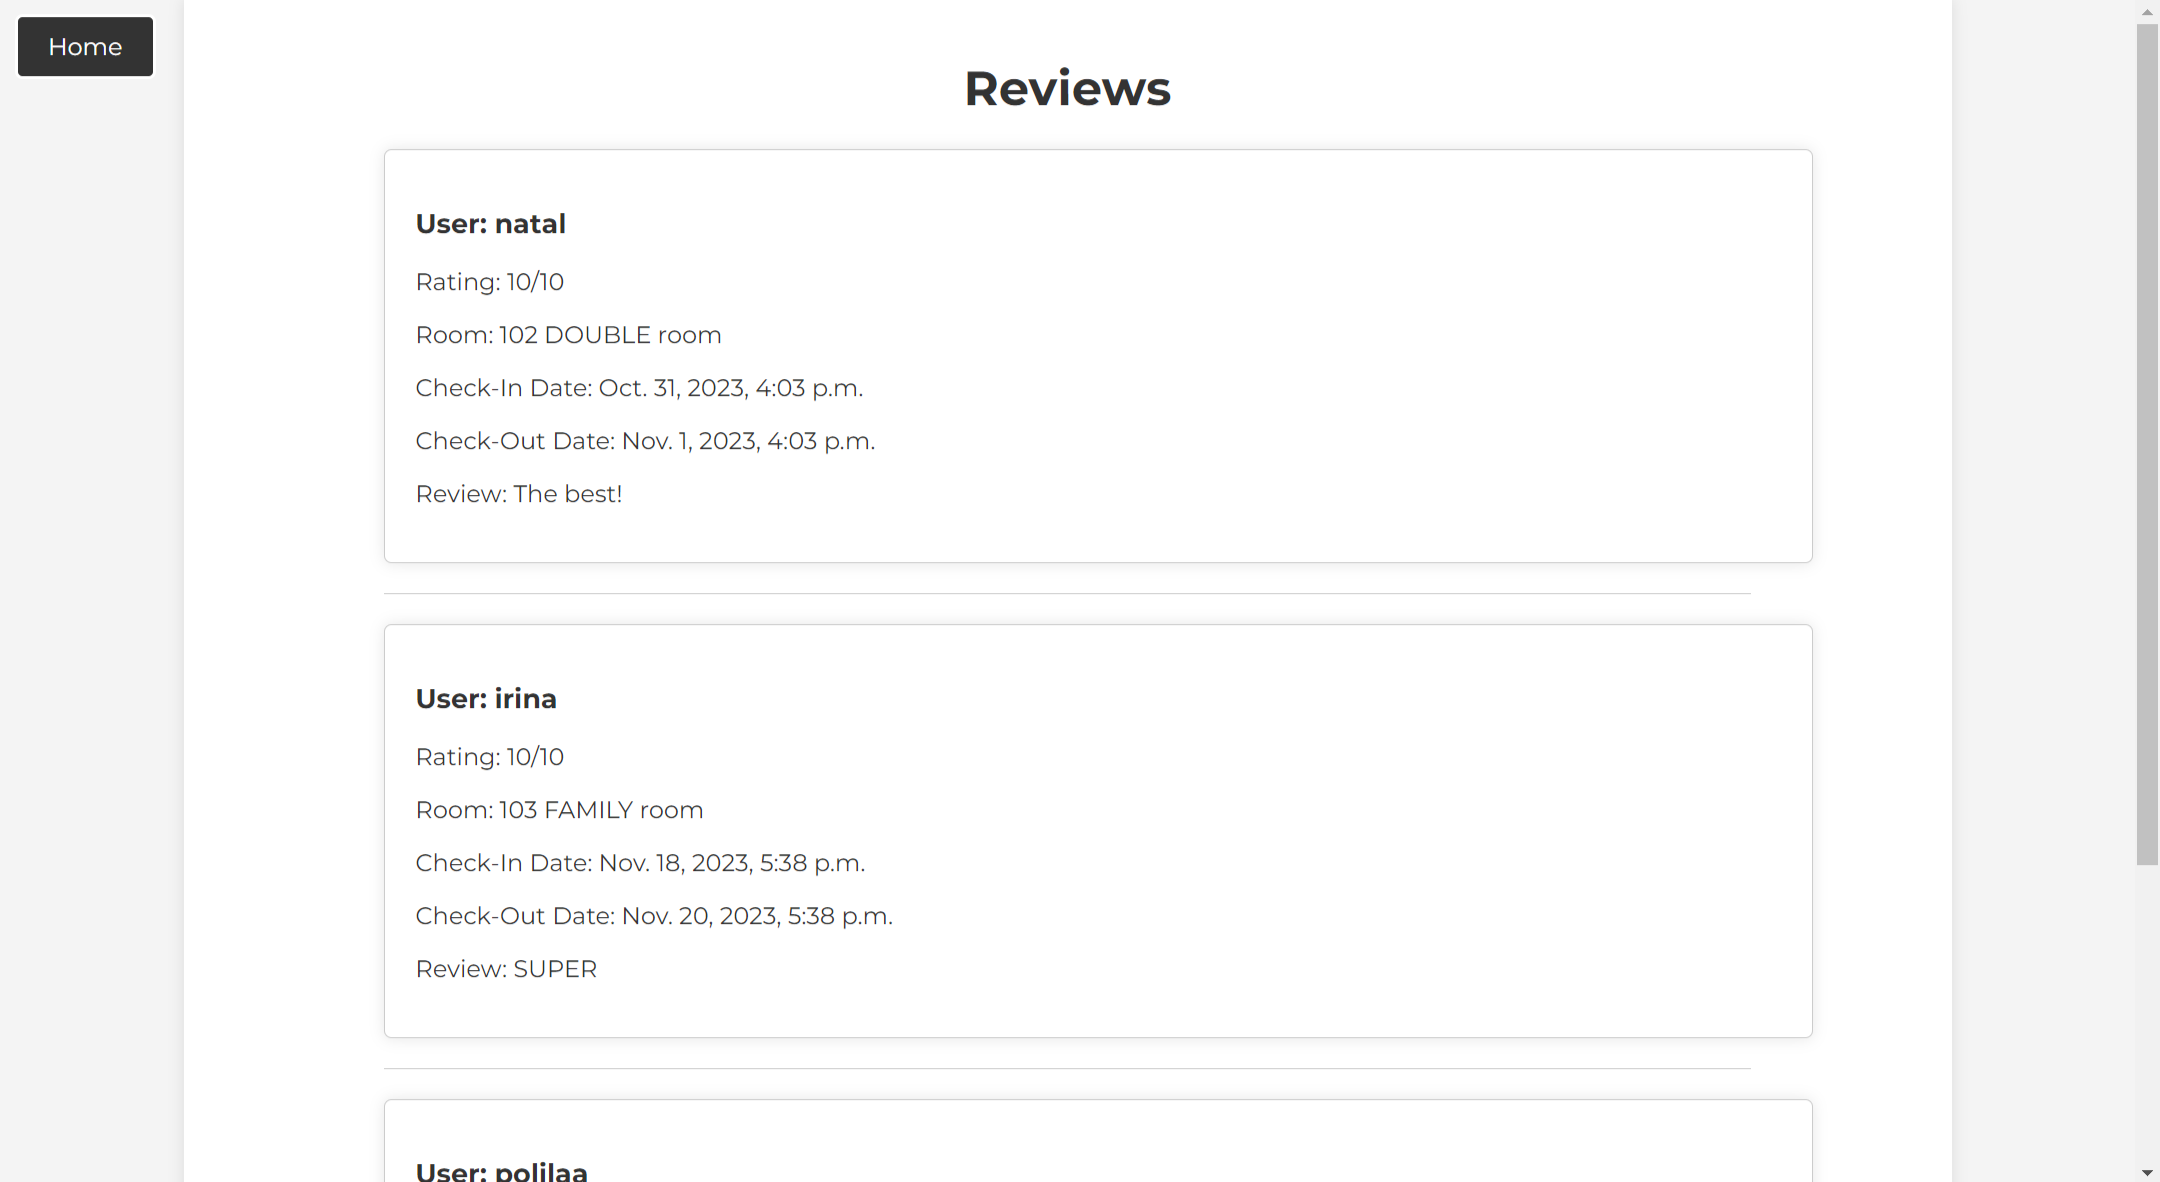 Home
Reviews
User: natal
Rating: 10/10
Room: 102 DOUBLE room
Check-In Date: Oct. 31, 2023, 4:03 p.m.
Check-Out Date: Nov. 1, 2023, 4:03 p.m.
Review: The best!
User: irina
Rating: 10/10
Room: 103 FAMILY room
Check-In Date: Nov. 18, 2023, 5:38 p.m.
Check-Out Date: Nov. 20, 2023, 5:38 p.m.
Review: SUPER
User: polilaa